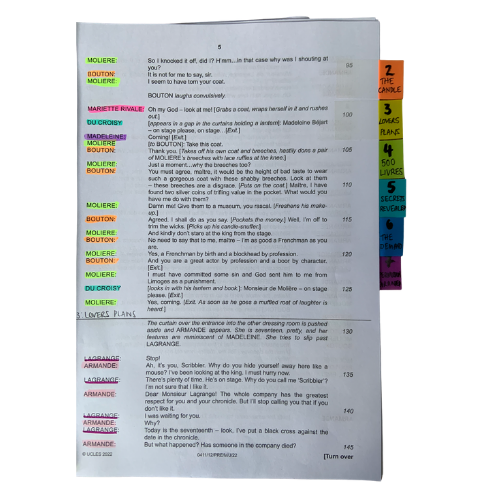 5
MOLIERE: So I knocked it off, did I? H'mm...in that case why was I shouting at 95
you?
BOUTON: It is not for me to say, sir.
MOLIERE: I seem to have torn your coat.
BOUTON laughs convulsively.
MARIETTE RIVALE: Oh my God – look at me! [Grabs a coat, wraps herself in it and rushes
out.] 100
DU CROISY [appears in a gap in the curtains holding a lantern]: Madame Béjart
– on stage please, on stage... [Exit.]
MADELEINE: Coming! [Exit.]
MOLIERE [to BOUTON]: Take this coat.
BOUTON: Thank you. [Takes off his own coat and breeches, hastily dons a pair 105
of MOLIERE's breeches with lace ruffles at the knee.]
MOLIERE: Just a moment...why the breeches too?
BOUTON: You must agree, maître, it would be the height of bad taste to wear
such a gorgeous coat with these shabby breeches. Look at them
– these breeches are a disgrace. [Puts on the coat.] Maître, I have 110
found two silver coins of trifling value in the pocket. What would you
have me do with them?
MOLIERE: Damn me! Give them to a museum, you rascal. [Freshens his make-
up.]
BOUTON: Agreed. I shall do as you say. [Pockets the money.] Well, I'm off to 115
trim the wicks. [Picks up his candle-snuffer.]
MOLIERE: And kindly don't stare at the king from the stage.
BOUTON: No need to say that to me, maître – I'm as good a Frenchman as you
are.
MOLIERE: Yes, a Frenchman by birth and a blockhead by profession. 120
BOUTON: And you are a great actor by profession and a boor by character.
[Exit.]
MOLIERE: I must have committed some sin and God sent him to me from
Limoges as a punishment.
DU CROISY [looks in with his lantern and book.]: Monsieur de Molière – on stage 125
please. [Exit.]
MOLIERE: Yes, coming. [Exit. As soon as he goes a muffled roar of laughter is
heard.]
3. LOVERS PLANS
The curtain over the entrance into the other dressing room is pushed 130
aside and ARMANDE appears. She is seventeen, pretty, and her
features are reminiscent of MADELEINE. She tries to slip past
LAGRANGE.
LAGRANGE: Stop!
ARMANDE: Ah, it's you, Scribbler. Why do you hide yourself away here like a 135
mouse? I've been looking at the king. I must hurry now.
LAGRANGE: There's plenty of time. He's on stage. Why do you call me 'Scribbler'?
I'm not sure that I like it.
ARMANDE: Dear Monsieur Lagrange! The whole company has the greatest
respect for you and your chronicle. But I'll stop calling you that if you 140
don't like it.
LAGRANGE: I was waiting for you.
ARMANDE: Why?
LAGRANGE: Today is the seventeenth – look, I've put a black cross against the
date in the chronicle.
ARMANDE: But what happened? Has someone in the company died? 145
© UCLES 2022
[Turn over
2
THE
CANDLE
3
LOVERS
PLANS
4
500
LIVRES
5
SECRETS
6
THE
7